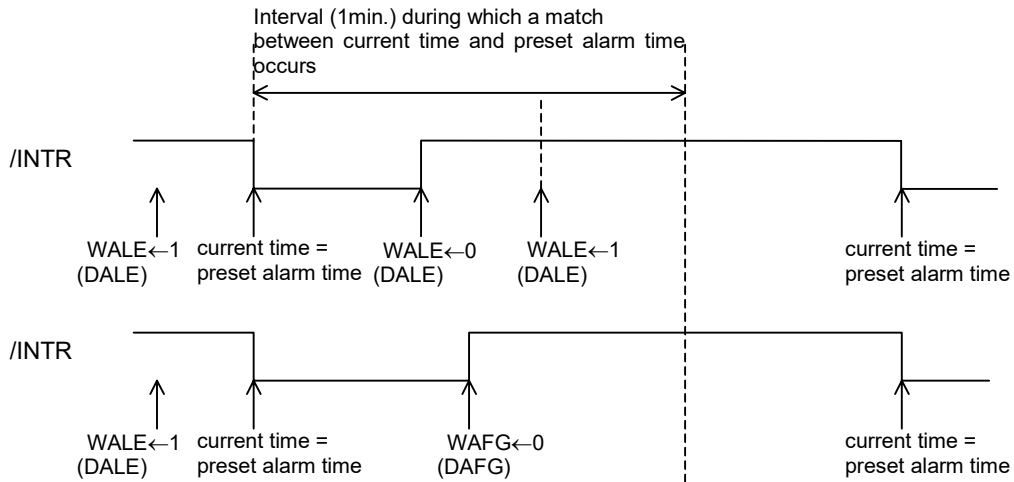 Interval (1min.) during which a match
between current time and preset alarm time
occurs
/INTR
WALE←1
(DALE)
current time =
preset alarm time
WALE←0
(DALE)
WALE←1
(DALE)
current time =
preset alarm time
/INTR
WALE←1
(DALE)
current time =
preset alarm time
WAFG←0
(DAFG)
current time =
preset alarm time